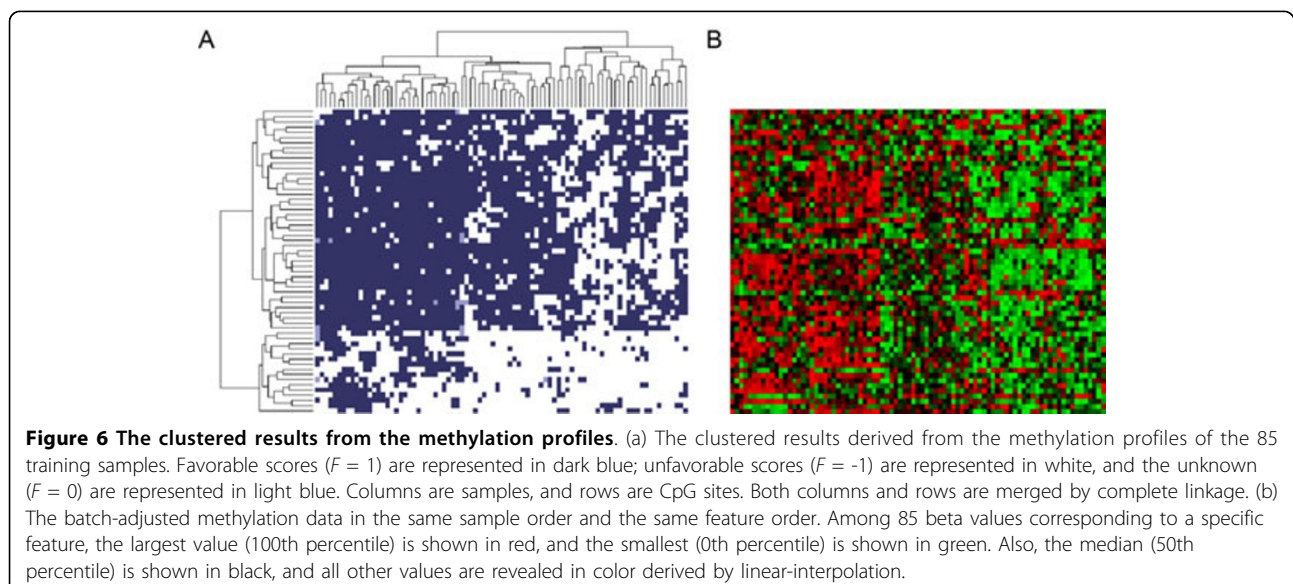 A
B
Figure 6 The clustered results from the methylation profiles. (a) The clustered results derived from the methylation profiles of the 85
training samples. Favorable scores (F = 1) are represented in dark blue; unfavorable scores (F = -1) are represented in white, and the unknown
(F = 0) are represented in light blue. Columns are samples, and rows are CpG sites. Both columns and rows are merged by complete linkage. (b)
The batch-adjusted methylation data in the same sample order and the same feature order. Among 85 beta values corresponding to a specific
feature, the largest value (100th percentile) is shown in red, and the smallest (0th percentile) is shown in green. Also, the median (50th
percentile) is shown in black, and all other values are revealed in color derived by linear-interpolation.